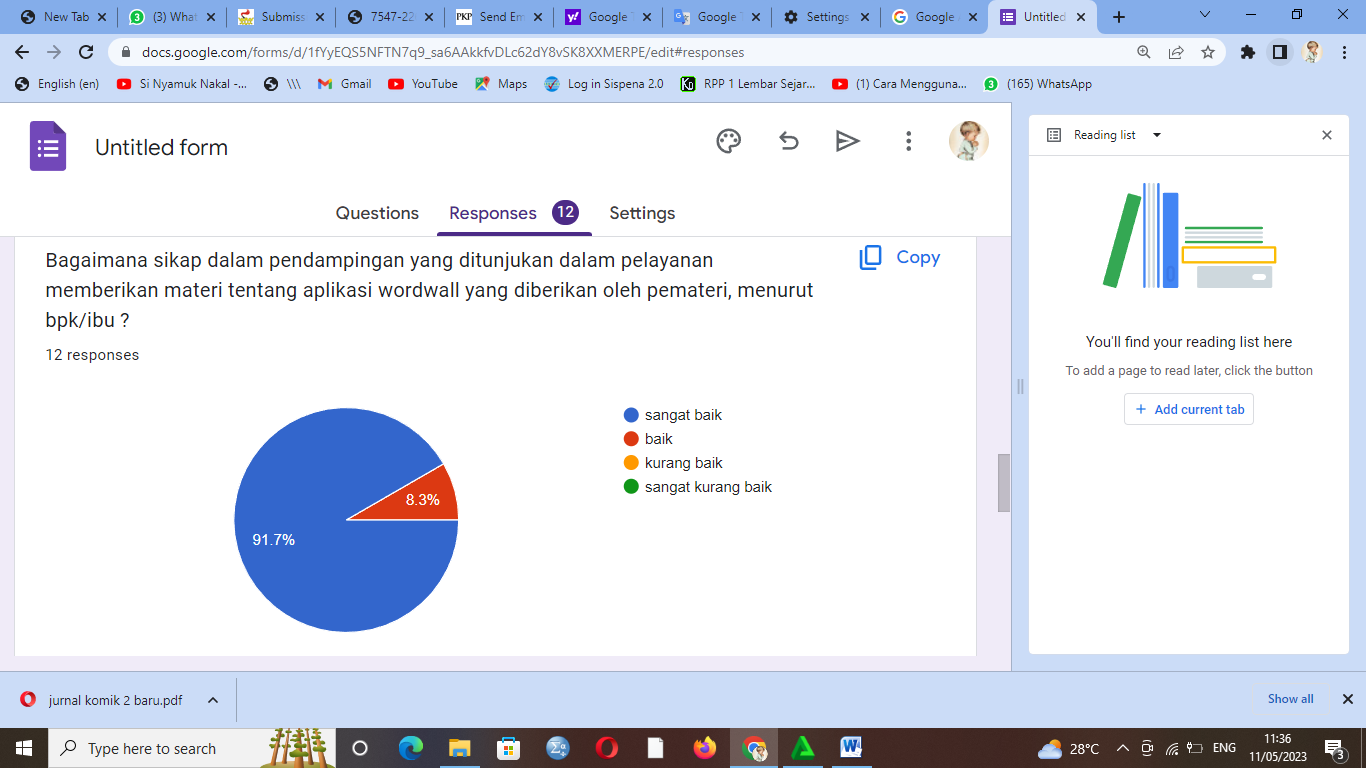 New Tab
(3) What
Submiss
7547-22
Send Em
Google T
Google T
Settings
Google
Untitled
docs.google.com/forms/d/1fYyEQS5NFTN7q9_sa6AAkkfvDLc62dY8vSK8XXMERPE/edit#responses
English (en)
Si Nyamuk Nakal -...
\\\
Gmail
YouTube
Maps
Log in Sispena 2.0
RPP 1 Lembar Sejar...
(1) Cara Mengguna...
(165) WhatsApp
Untitled form
Questions
Responses 12
Settings
Bagaimana sikap dalam pendampingan yang ditunjukan dalam pelayanan
memberikan materi tentang aplikasi wordwall yang diberikan oleh pemateri, menurut
bpk/ibu ?
Copy
12 responses
sangat baik
baik
kurang baik
sangat kurang baik
8.3%
91.7%
Reading list
You'll find your reading list here
To add a page to read later, click the button
+ Add current tab
jurnal komik 2 baru.pdf
Show all
Type here to search
28°C
ENG
11:36
11/05/2023
3